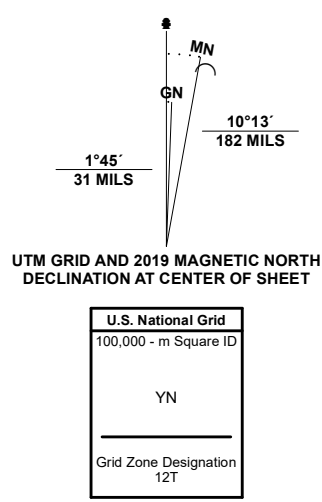 MN
GN
10°13´
182 MILS
1°45´
31 MILS
UTM GRID AND 2019 MAGNETIC NORTH
DECLINATION AT CENTER OF SHEET
U.S. National Grid
100,000 - m Square ID
YN
Grid Zone Designation
12T